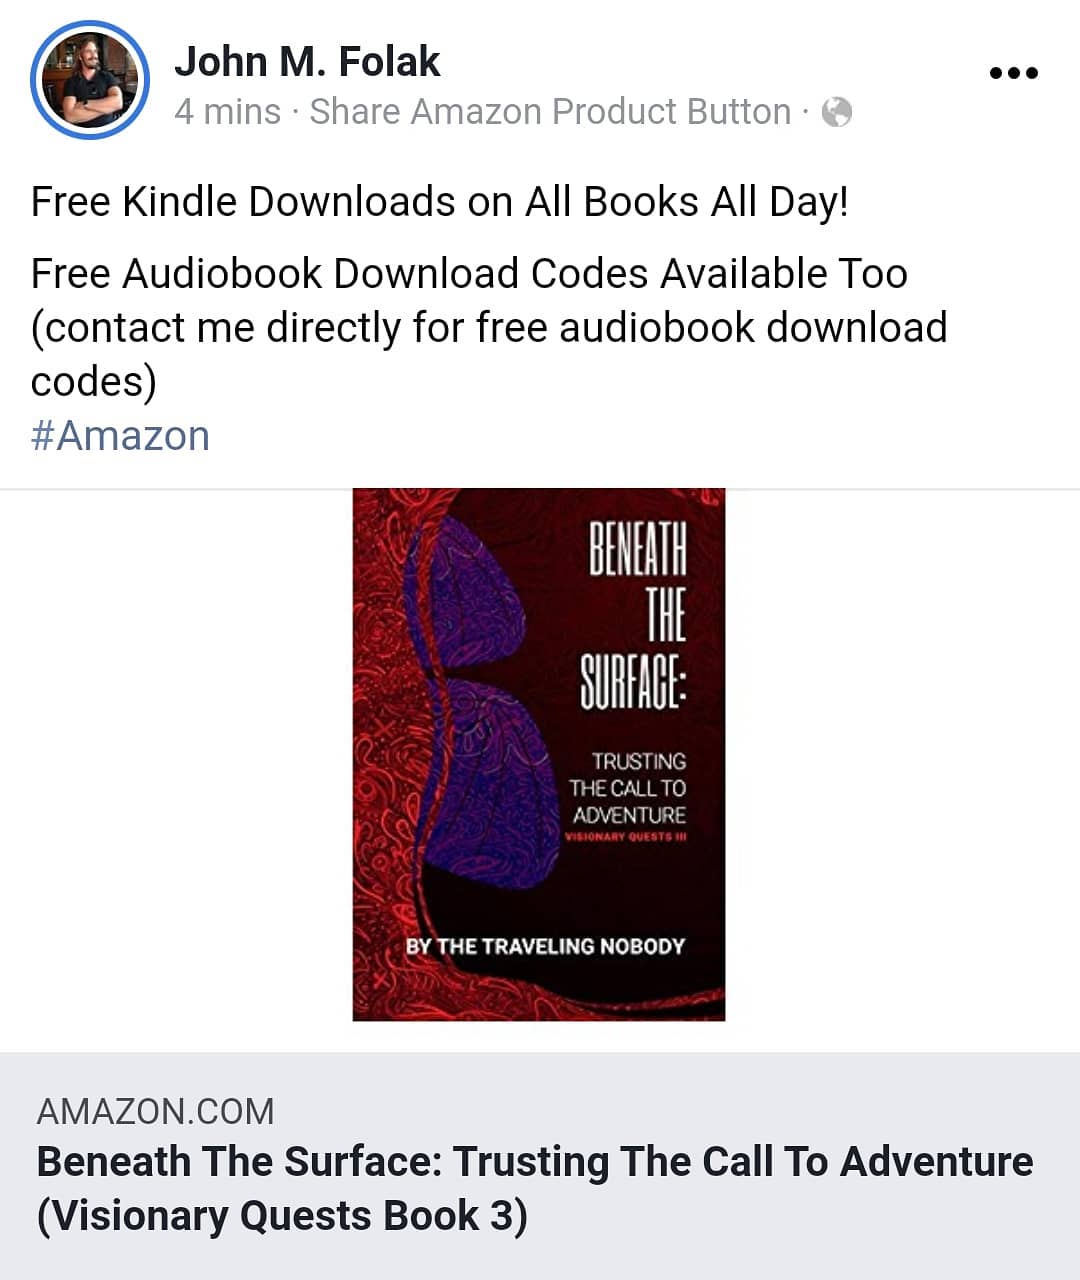 John M. Folak
4 mins · Share Amazon Product Button ·
Free Kindle Downloads on All Books All Day!
Free Audiobook Download Codes Available Too
(contact me directly for free audiobook download
codes)
#Amazon
BENEATH
THE
SURFACE:
TRUSTING
THE CALL TO
ADVENTURE
VISIONARY QUESTS III
BY THE TRAVELING NOBODY
AMAZON.COM
Beneath The Surface: Trusting The Call To Adventure
(Visionary Quests Book 3)